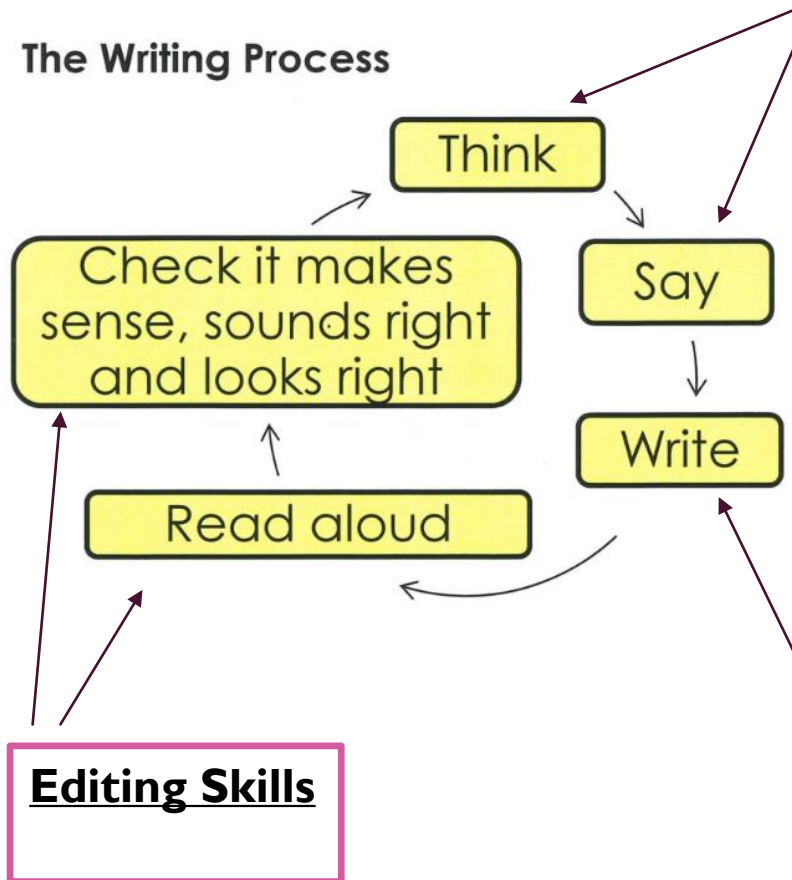 The Writing Process
Think
Say
Write
Read aloud
Check it makes
sense, sounds right
and looks right
Editing Skills